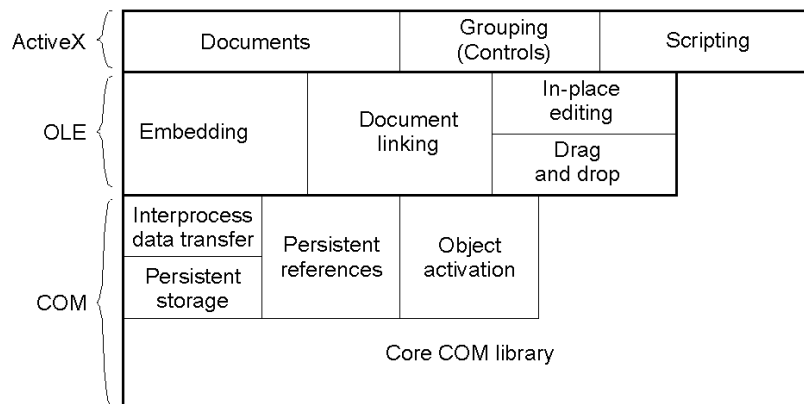 ActiveX
Documents
Grouping
(Controls)
Scripting
OLE
Embedding
Document
linking
In-place
editing
Drag
and drop
COM
Interprocess
data transfer
Persistent
storage
Persistent
references
Object
activation
Core COM library